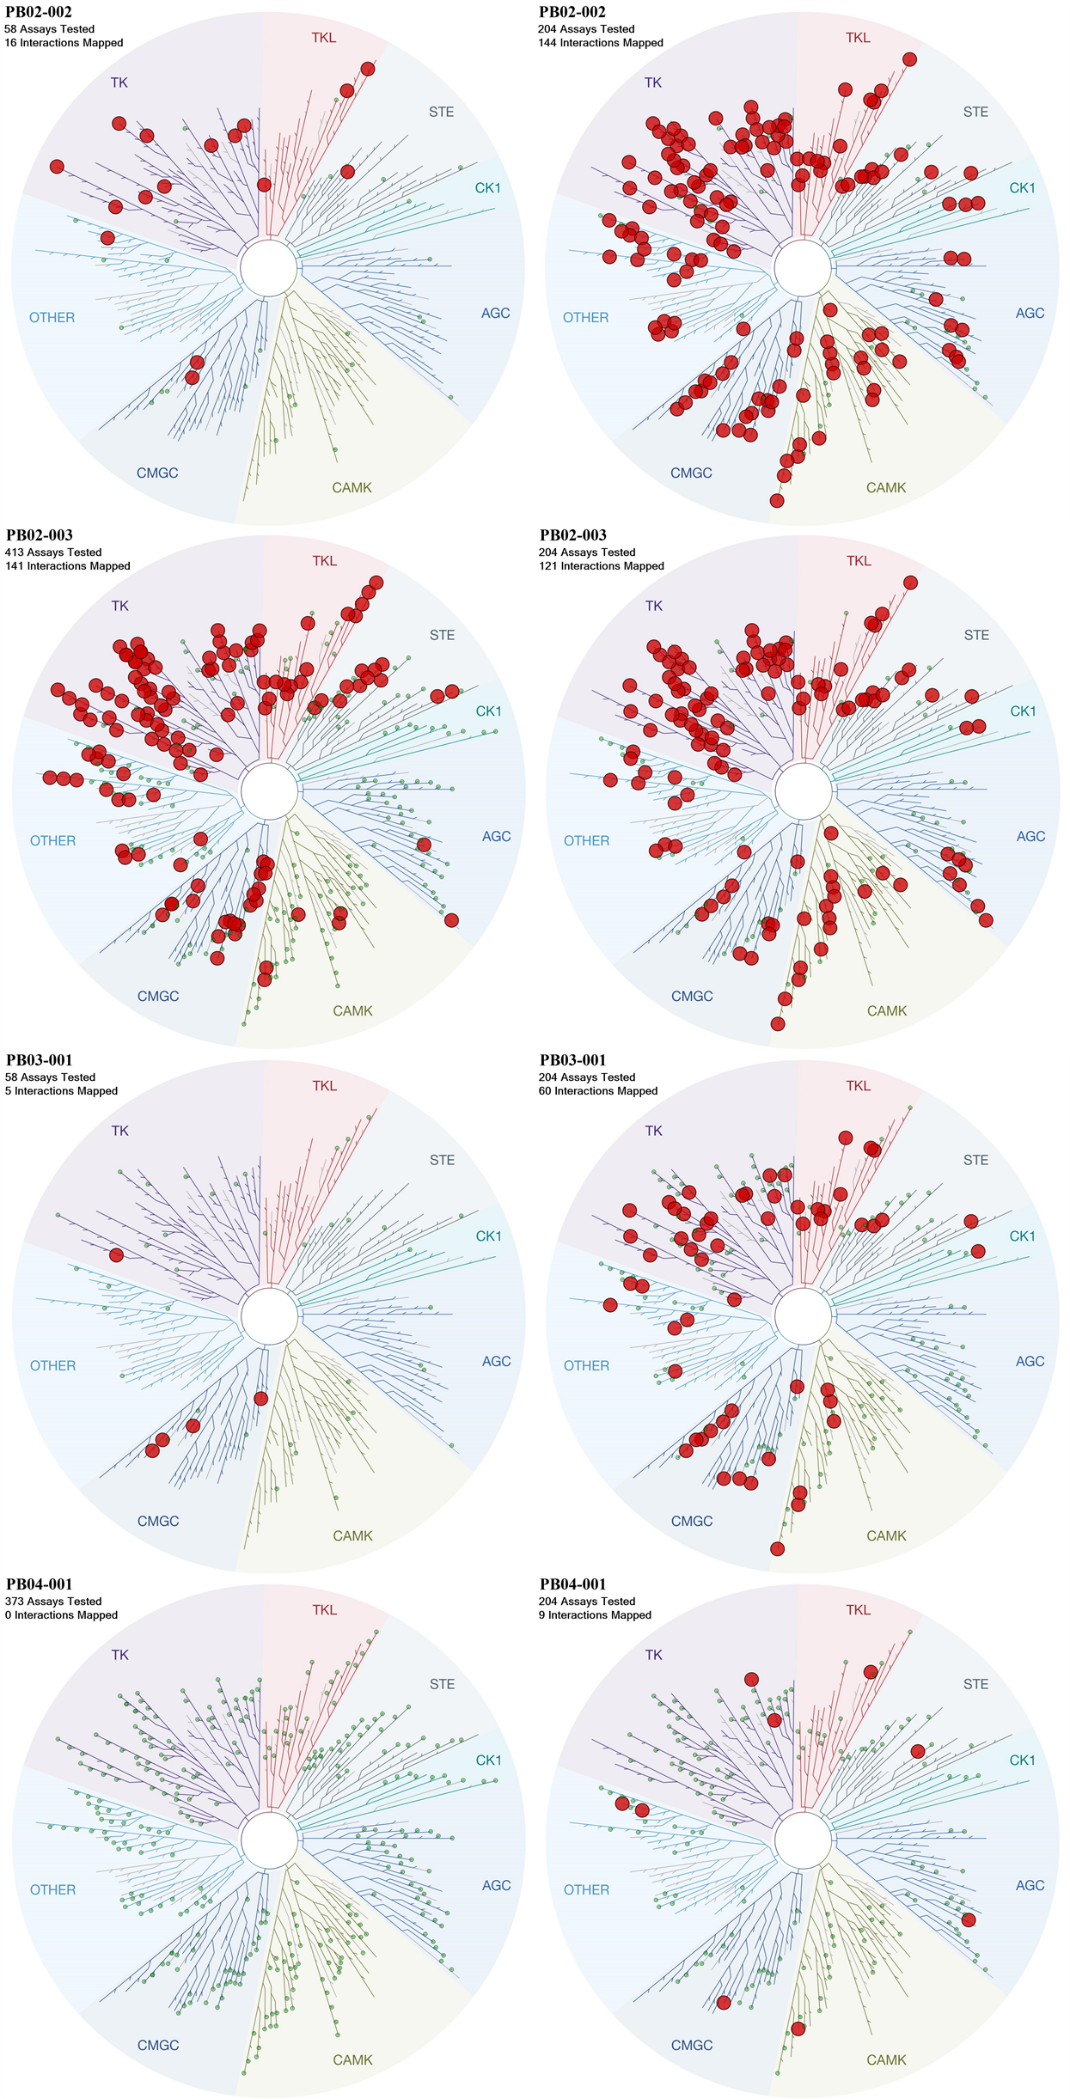 PB02-002
58 Assays Tested
16 Interactions Mapped
TK
TKL
STE
CK1
AGC
OTHER
CMGC
CAMK
PB02-002
204 Assays Tested
144 Interactions Mapped
TK
TKL
STE
CK1
AGC
OTHER
CMGC
CAMK
PB02-003
413 Assays Tested
141 Interactions Mapped
TK
TKL
STE
CK1
AGC
OTHER
CMGC
CAMK
PB02-003
204 Assays Tested
121 Interactions Mapped
TK
TKL
STE
CK1
AGC
OTHER
CMGC
CAMK
PB03-001
58 Assays Tested
5 Interactions Mapped
TK
TKL
STE
CK1
AGC
OTHER
CMGC
CAMK
PB03-001
204 Assays Tested
60 Interactions Mapped
TK
TKL
STE
CK1
AGC
OTHER
CMGC
CAMK
PB04-001
373 Assays Tested
0 Interactions Mapped
TK
TKL
STE
CK1
AGC
OTHER
CMGC
CAMK
PB04-001
204 Assays Tested
9 Interactions Mapped
TK
TKL
STE
CK1
AGC
OTHER
CMGC
CAMK